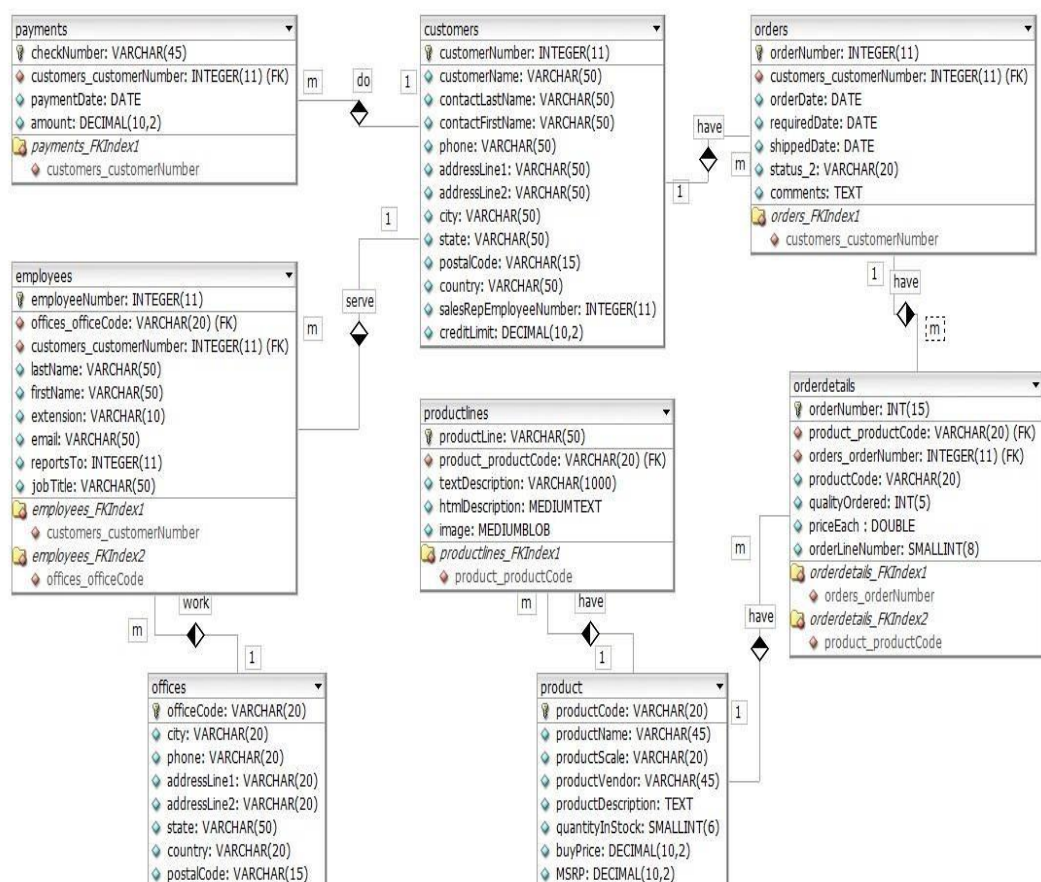 payments
checkNumber: VARCHAR(45)
customers_customerNumber: INTEGER(11) (FK)
paymentDate: DATE
amount: DECIMAL(10,2)
payments_FKIndex1
customers_customerNumber
m
do
1
customers
customerNumber: INTEGER(11)
customerName: VARCHAR(50)
contactLastName: VARCHAR(50)
contactFirstName: VARCHAR(50)
phone: VARCHAR(50)
addressLine1: VARCHAR(50)
addressLine2: VARCHAR(50)
city: VARCHAR(50)
state: VARCHAR(50)
postalCode: VARCHAR(15)
country: VARCHAR(50)
salesRepEmployeeNumber: INTEGER(11)
creditLimit: DECIMAL(10,2)
have
m
1
orders
orderNumber: INTEGER(11)
customers_customerNumber: INTEGER(11) (FK)
orderDate: DATE
requiredDate: DATE
shippedDate: DATE
status_2: VARCHAR(20)
comments: TEXT
orders_FKIndex1
customers_customerNumber
1
have
m
1
serve
m
employees
employeeNumber: INTEGER(11)
offices_officeCode: VARCHAR(20) (FK)
customers_customerNumber: INTEGER(11) (FK)
lastName: VARCHAR(50)
firstName: VARCHAR(50)
extension: VARCHAR(10)
email: VARCHAR(50)
reportsTo: INTEGER(11)
jobTitle: VARCHAR(50)
employees_FKIndex1
customers_customerNumber
employees_FKIndex2
offices_officeCode
productlines
productLine: VARCHAR(50)
product_productCode: VARCHAR(20) (FK)
textDescription: VARCHAR(1000)
htmlDescription: MEDIUMTEXT
image: MEDIUMBLOB
productlines_FKIndex1
product_productCode
orderdetails
orderNumber: INT(15)
product_productCode: VARCHAR(20) (FK)
orders_orderNumber: INTEGER(11) (FK)
productCode: VARCHAR(20)
qualityOrdered: INT(5)
priceEach : DOUBLE
orderLineNumber: SMALLINT(8)
orderdetails_FKIndex1
orders_orderNumber
orderdetails_FKIndex2
product_productCode
work
m
1
m
have
1
m
have
1
offices
officeCode: VARCHAR(20)
city: VARCHAR(20)
phone: VARCHAR(20)
addressLine1: VARCHAR(20)
addressLine2: VARCHAR(20)
state: VARCHAR(50)
country: VARCHAR(20)
postalCode: VARCHAR(15)
product
productCode: VARCHAR(20)
productName: VARCHAR(45)
productScale: VARCHAR(20)
productVendor: VARCHAR(45)
productDescription: TEXT
quantityInStock: SMALLINT(6)
buyPrice: DECIMAL(10,2)
MSRP: DECIMAL(10,2)